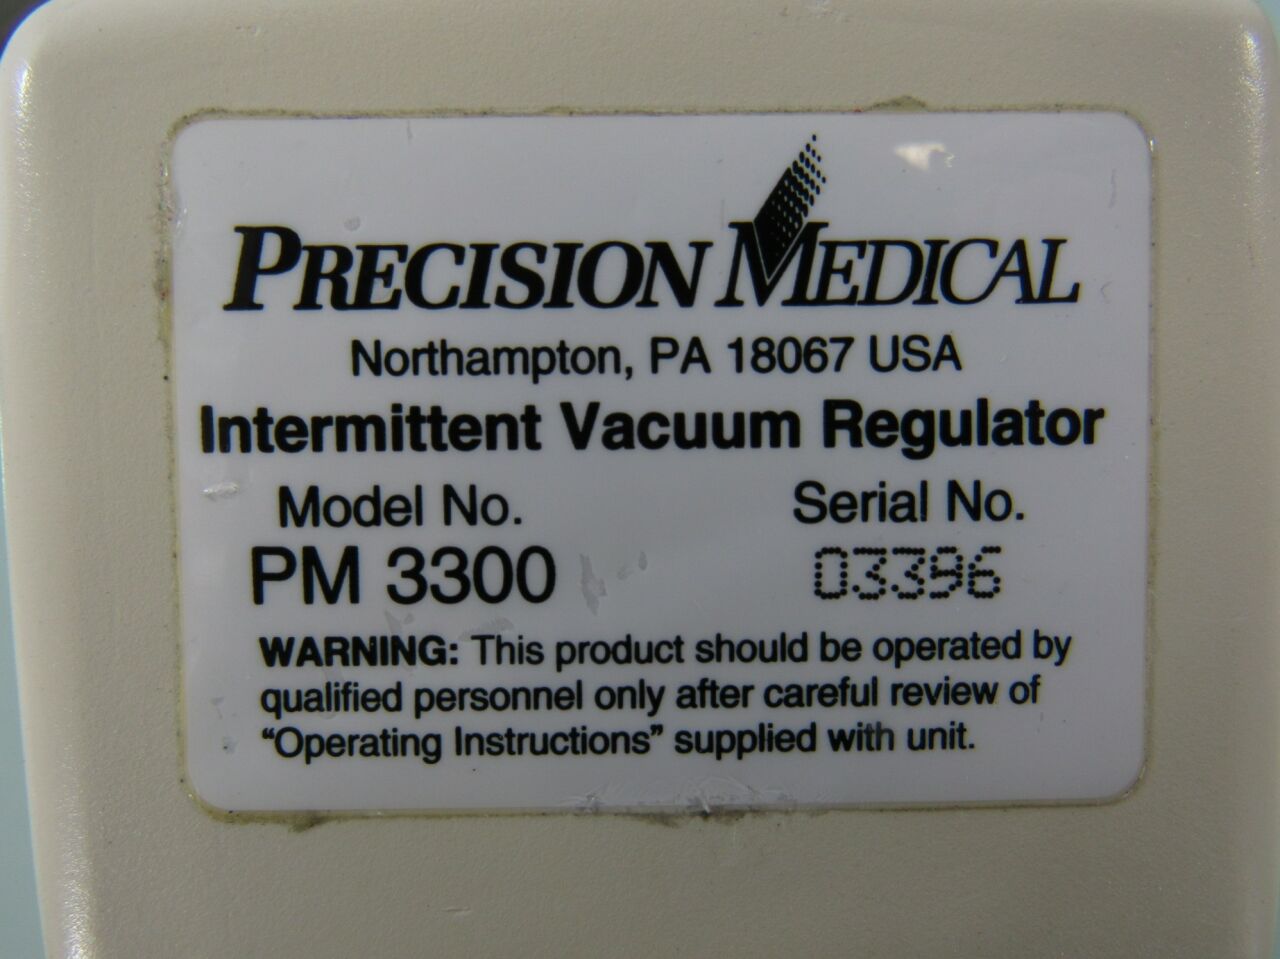 PRECISION MEDICAL
Northampton, PA 18067 USA
Intermittent Vacuum Regulator
Model No. Serial No.
PM 3300 03396
WARNING: This product should be operated by
qualified personnel only after careful review of
“Operating Instructions” supplied with unit.